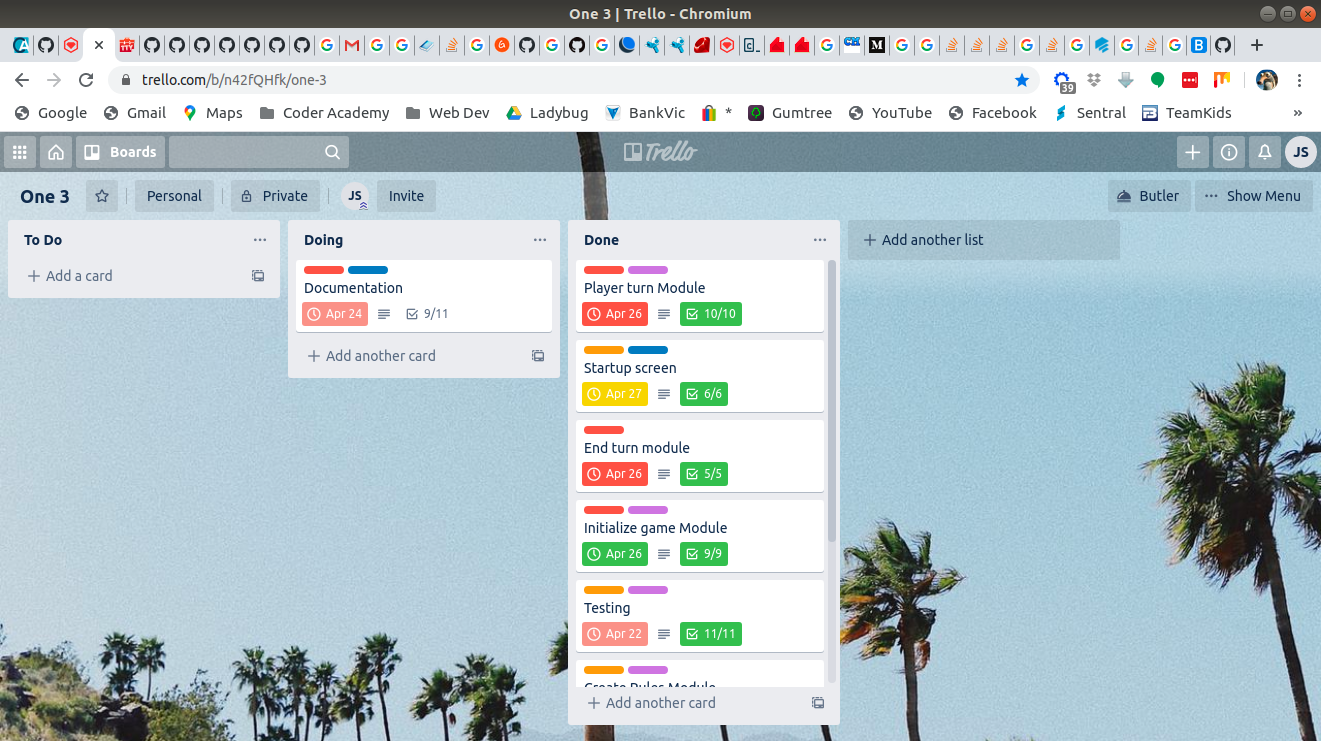 One 3 | Trello - Chromium
trello.com/b/n42fQHfk/one-3
39
Google Gmail Maps Coder Academy Web Dev Ladybug BankVic * Gumtree YouTube Facebook Sentral TeamKids »
Boards
Trello
JS
One 3 Personal Private JS Invite Butler Show Menu
To Do
Add a card
Doing
Documentation
Apr 24 9/11
Add another card
Done
Player turn Module
Apr 26 10/10
Startup screen
Apr 27 6/6
End turn module
Apr 26 5/5
Initialize game Module
Apr 26 9/9
Testing
Apr 22 11/11
Create Rules Module
Add another card
Add another list